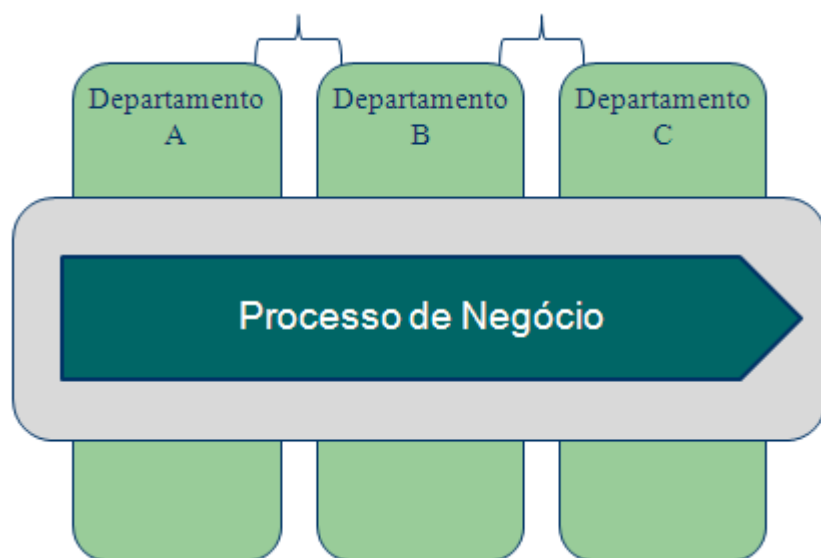 Departamento
A
Departamento
B
Departamento
C
Processo de Negócio